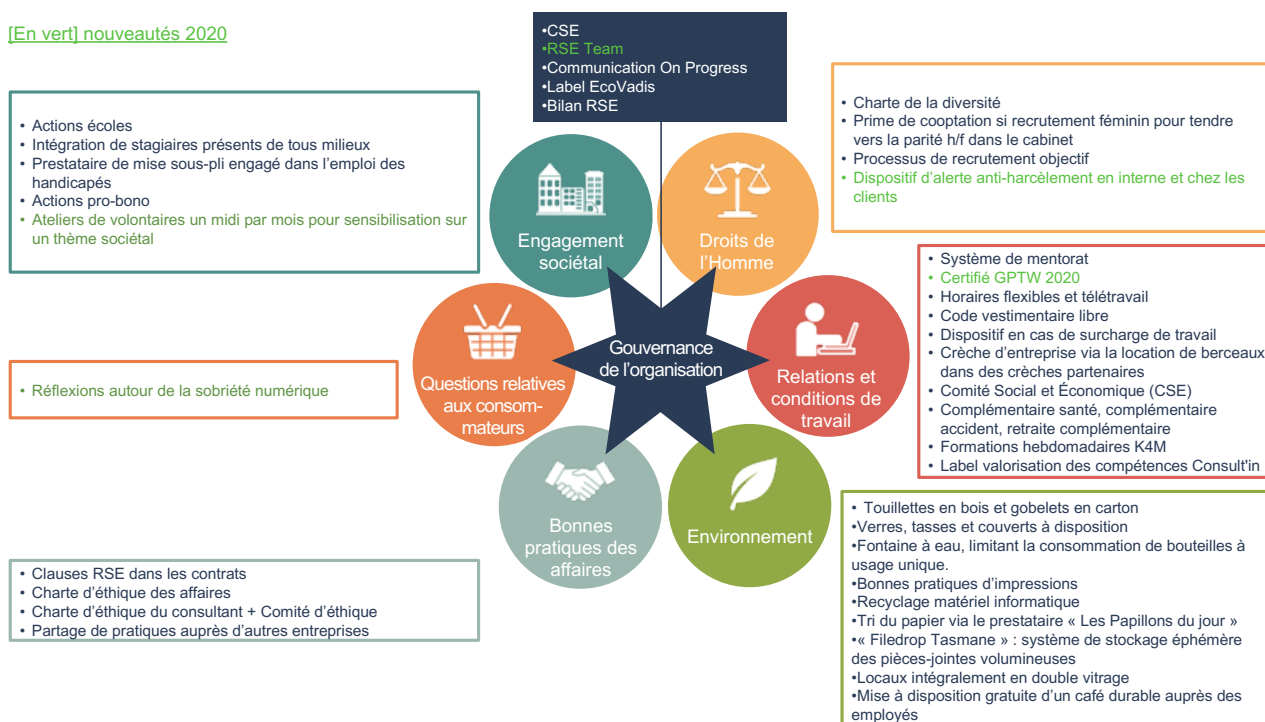 [En vert] nouveautés 2020
•CSE
•RSE Team
•Communication On Progress
•Label EcoVadis
•Bilan RSE
• Actions écoles
• Intégration de stagiaires présents de tous milieux
• Prestataire de mise sous-pli engagé dans l'emploi des
handicapés
• Actions pro-bono
• Ateliers de volontaires un midi par mois pour sensibilisation sur
un thème sociétal
• Charte de la diversité
• Prime de cooptation si recrutement féminin pour tendre
vers la parité h/f dans le cabinet
• Processus de recrutement objectif
• Dispositif d'alerte anti-harcèlement en interne et chez les
clients
Engagement
sociétal
Droits de
l'Homme
• Système de mentorat
• Certifié GPTW 2020
• Horaires flexibles et télétravail
• Code vestimentaire libre
• Dispositif en cas de surcharge de travail
• Crèche d'entreprise via la location de berceaux
dans des crèches partenaires
• Comité Social et Économique (CSE)
• Complémentaire santé, complémentaire
accident, retraite complémentaire
• Formations hebdomadaires K4M
• Label valorisation des compétences Consult'in
Gouvernance
de l'organisation
Questions relatives
aux consom-
mateurs
Relations et
conditions de
travail
• Réflexions autour de la sobriété numérique
Bonnes
pratiques des
affaires
Environnement
• Clauses RSE dans les contrats
• Charte d'éthique des affaires
• Charte d'éthique du consultant + Comité d'éthique
• Partage de pratiques auprès d'autres entreprises
• Touillettes en bois et gobelets en carton
•Verres, tasses et couverts à disposition
•Fontaine à eau, limitant la consommation de bouteilles à
usage unique.
•Bonnes pratiques d'impressions
•Recyclage matériel informatique
•Tri du papier via le prestataire « Les Papillons du jour »
•« Filedrop Tasmane » : système de stockage éphémère
des pièces-jointes volumineuses
•Locaux intégralement en double vitrage
•Mise à disposition gratuite d'un café durable auprès des
employés